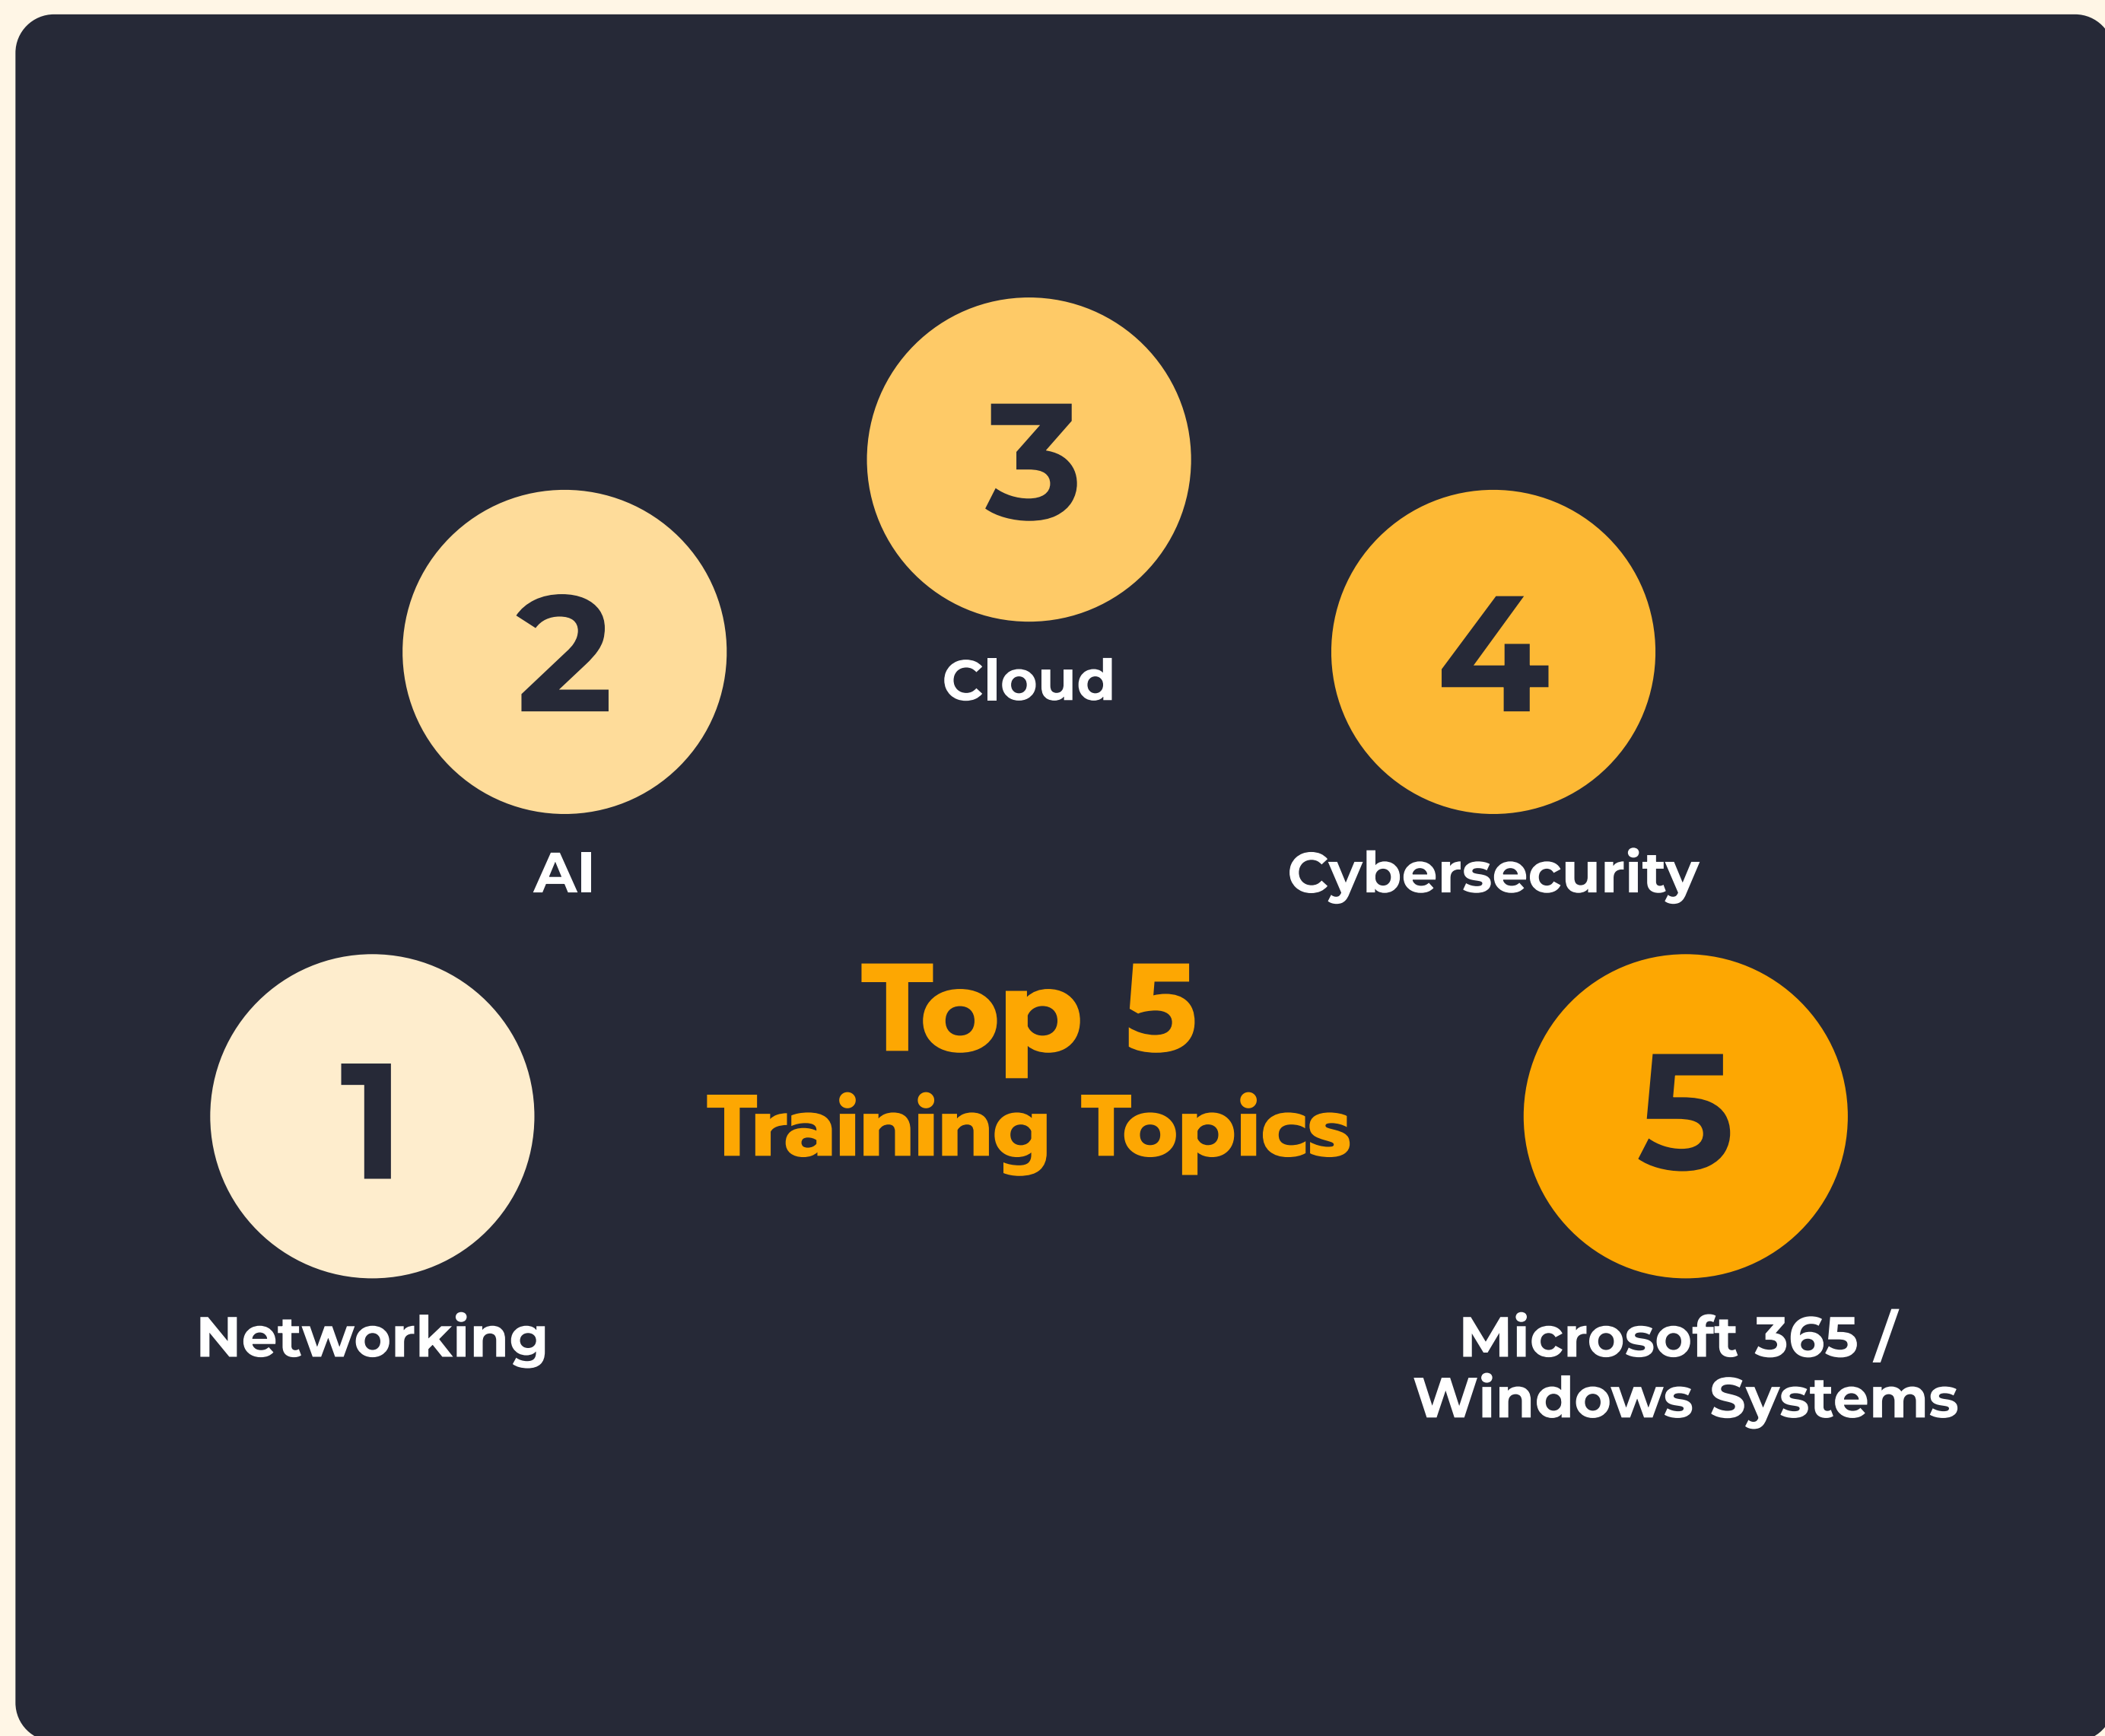 3
Cloud
2
AI
4
Cybersecurity
Top 5
Training Topics
1
Networking
5
Microsoft 365 /
Windows Systems